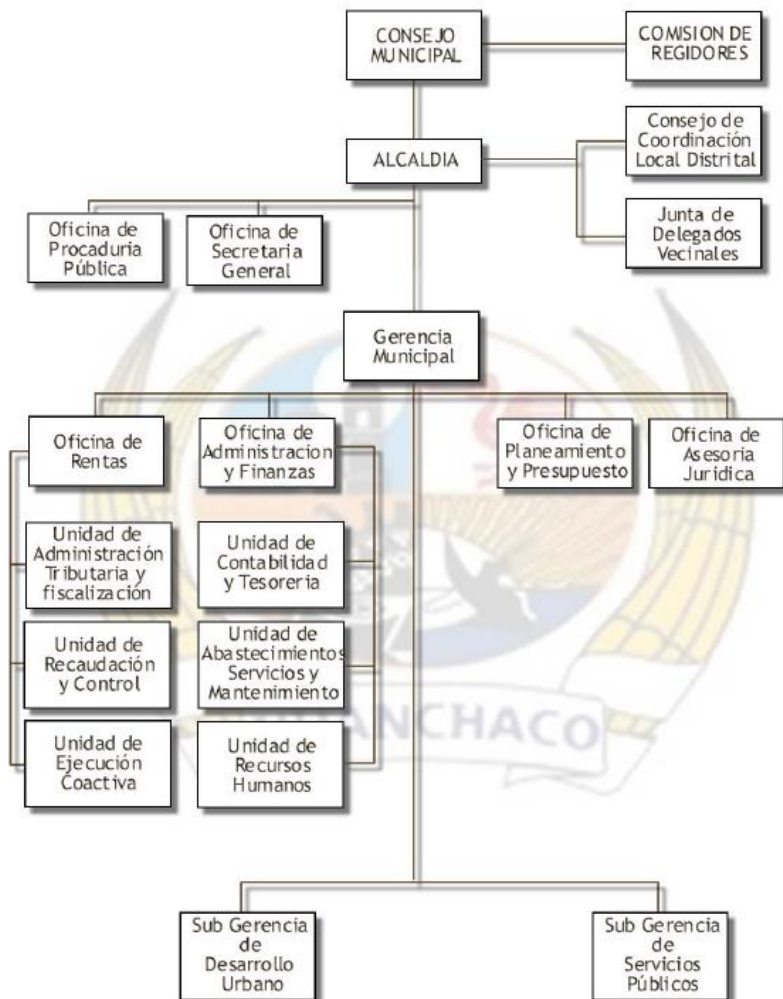 CONSEJO
MUNICIPAL
COMISION DE
REGIDORES
ALCALDIA
Consejo de
Coordinación
Local Distrital
Junta de
Delegados
Vecinales
Oficina de
Procaduria
Pública
Oficina de
Secretaria
General
Gerencia
Municipal
Oficina de
Rentas
Oficina de
Administracion
y Finanzas
Oficina de
Planeamiento
y Presupuesto
Oficina de
Asesoria
Juridica
Unidad de
Administración
Tributaria y
fiscalización
Unidad de
Contabilidad
y Tesoreria
Unidad de
Recaudación
y Control
Unidad de
Abastecimientos
Servicios y
Mantenimiento
Unidad de
Ejecución
Coactiva
Unidad de
Recursos
Humanos
Sub Gerencia
de
Desarrollo
Urbano
Sub Gerencia
de
Servicios
Públicos